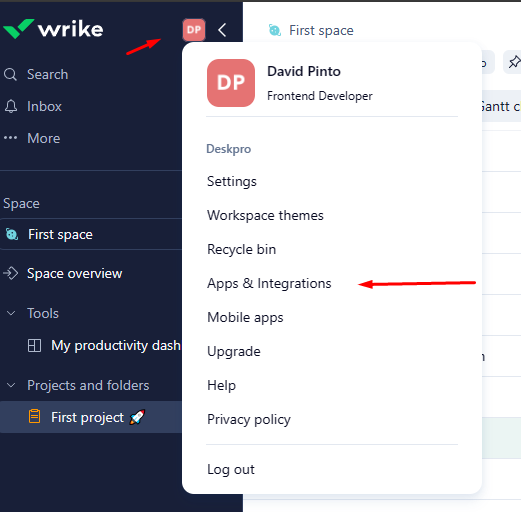 wrike
DP
First space
Search
Inbox
More
DP
David Pinto
Frontend Developer
Gantt c
Space
First space
Space overview
Tools
My productivity dash
Projects and folders
First project
Deskpro
Settings
Workspace themes
Recycle bin
Apps & Integrations
Mobile apps
Upgrade
Help
Privacy policy
Log out